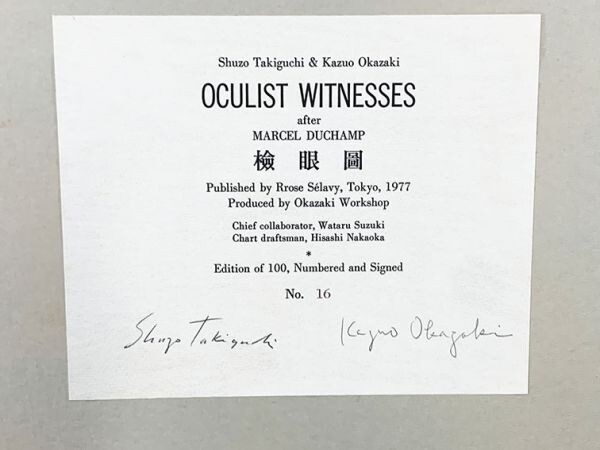 Shuzo Takiguchi & Kazuo Okazaki
OCULIST WITNESSES
after
MARCEL DUCHAMP
檢眼圖
Published by Rrose Sélavy, Tokyo, 1977
Produced by Okazaki Workshop
Chief collaborator, Wataru Suzuki
Chart draftsman, Hisashi Nakaoka
*
Edition of 100, Numbered and Signed
No. 16
Shuzo Takiguchi Kazuo Okazaki